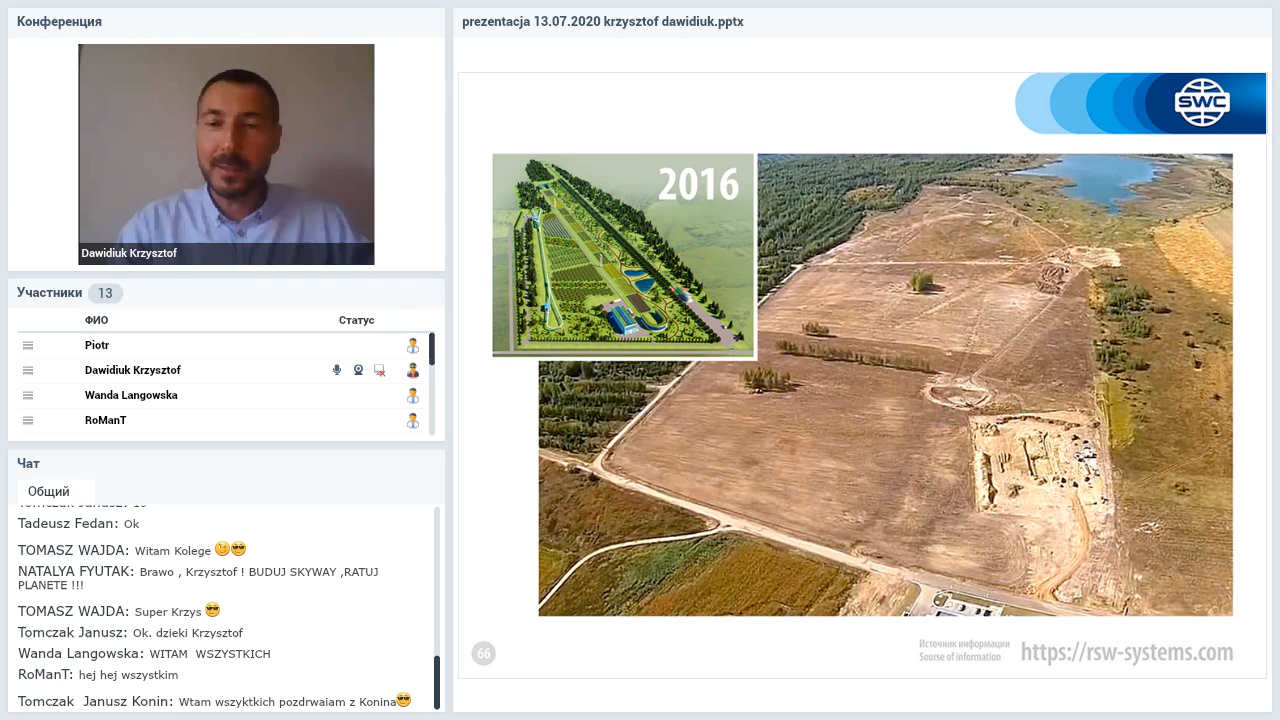 Конференция
Dawidiuk Krzysztof
Участники 13
ФИО Статус
Piotr
Dawidiuk Krzysztof
Wanda Langowska
RoManT
Чат
Общий
Tadeusz Fedan: Ok
TOMASZ WAJDA: Witam Kolege
NATALYA FYUTAK: Brawo , Krzysztof ! BUDUJ SKYWAY ,RATUJ
PLANETE !!!
TOMASZ WAJDA: Super Krzys
Tomczak Janusz: Ok. dzieki Krzysztof
Wanda Langowska: WITAM WSZYSTKICH
RoManT: hej hej wszystkim
Tomczak Janusz Konin: Wtam wszyktkich pozdrwaiam z Konina
prezentacja 13.07.2020 krzysztof dawidiuk.pptx
SWC
2016
66
Источник информации
Sourse of information
https://rsw-systems.com